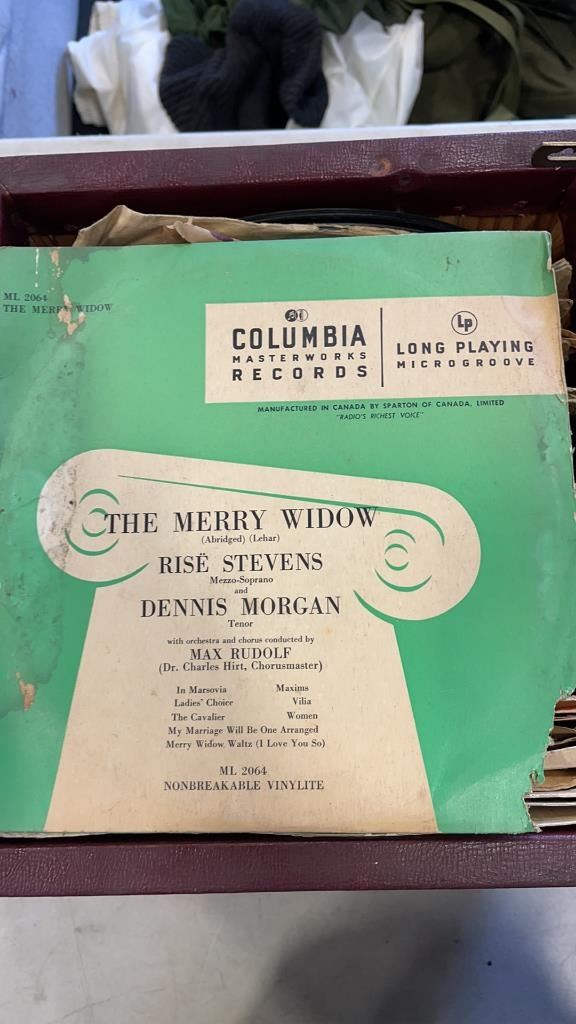 ML 2064
THE MERRY WIDOW
COLUMBIA
MASTERWORKS
RECORDS
Lp
LONG PLAYING
MICROGROOVE
MANUFACTURED IN CANADA BY SPARTON OF CANADA, LIMITED
"RADIO'S RICHEST VOICE"
THE MERRY WIDOW
(Abridged) (Lehar)
RISË STEVENS
Mezzo-Soprano
and
DENNIS MORGAN
Tenor
with orchestra and chorus conducted by
MAX RUDOLF
(Dr. Charles Hirt, Chorusmaster)
In Marsovia Maxims
Ladies' Choice Vilia
The Cavalier Women
My Marriage Will Be One Arranged
Merry Widow Waltz (I Love You So)
ML 2064
NONBREAKABLE VINYLITE